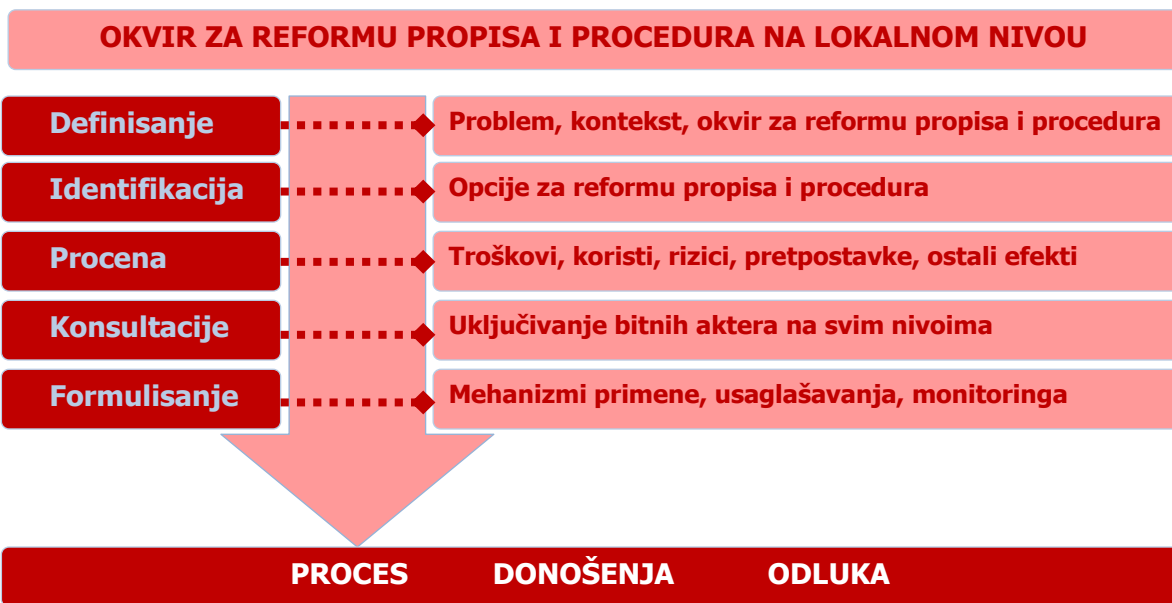 OKVIR ZA REFORMU PROPISA I PROCEDURA NA LOKALNOM NIVOU
Definisanje
Problem, kontekst, okvir za reformu propisa i procedura
Identifikacija
Opcije za reformu propisa i procedura
Procena
Troškovi, koristi, rizici, pretpostavke, ostali efekti
Konsultacije
Uključivanje bitnih aktera na svim nivoima
Formulisanje
Mehanizmi primene, usaglašavanja, monitoringa
PROCES DONOŠENJA ODLUKA